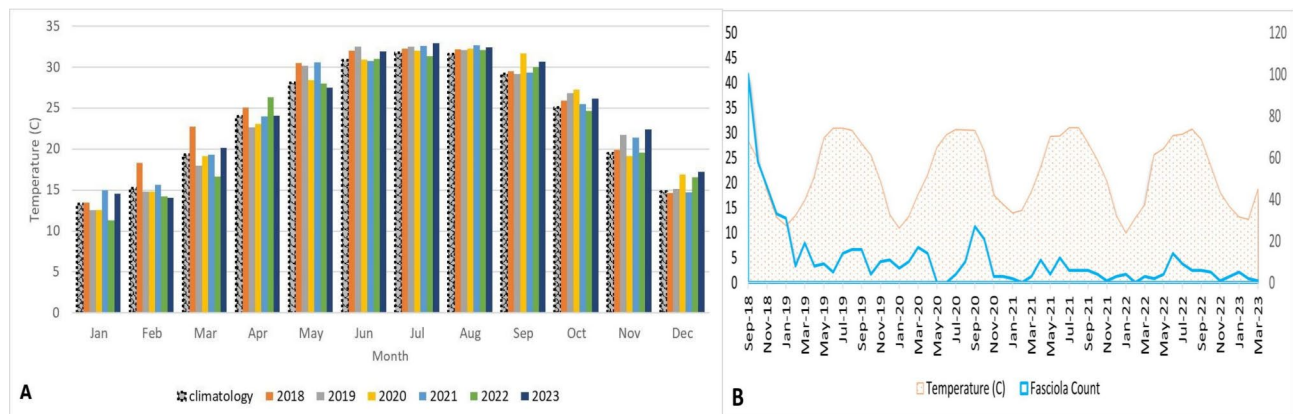 35
30
25
20
15
10
5
0
Temperature (C)
Jan Feb Mar Apr May Jun Jul Aug Sep Oct Nov Dec
Month
A
climatology 2018 2019 2020 2021 2022 2023
50
45
40
35
30
25
20
15
10
5
0
120
100
80
60
40
20
0
Sep-18
Nov-18
Jan-19
Mar-19
May-19
Jul-19
Sep-19
Nov-19
Jan-20
Mar-20
May-20
Jul-20
Sep-20
Nov-20
Jan-21
Mar-21
May-21
Jul-21
Sep-21
Nov-21
Jan-22
Mar-22
May-22
Jul-22
Sep-22
Nov-22
Jan-23
Mar-23
Temperature (C) Fasciola Count
B